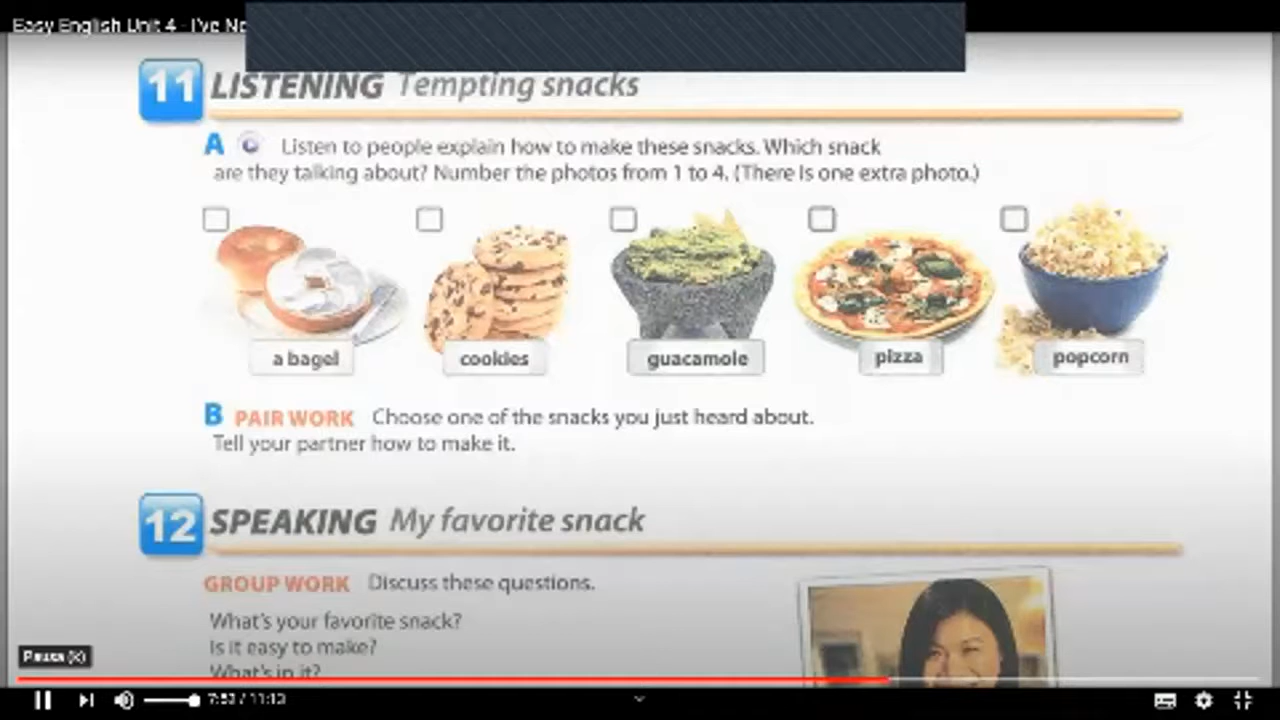 Easy English Unit 4 - I've Ne
11 LISTENING Tempting snacks
A Listen to people explain how to make these snacks. Which snack
are they talking about? Number the photos from 1 to 4. (There is one extra photo.)
a bagel cookies guacamole pizza popcorn
B PAIR WORK Choose one of the snacks you just heard about.
Tell your partner how to make it.
12 SPEAKING My favorite snack
GROUP WORK Discuss these questions.
What's your favorite snack?
Is it easy to make?
What's in it?
Pausa (k)
7:53 / 11:13